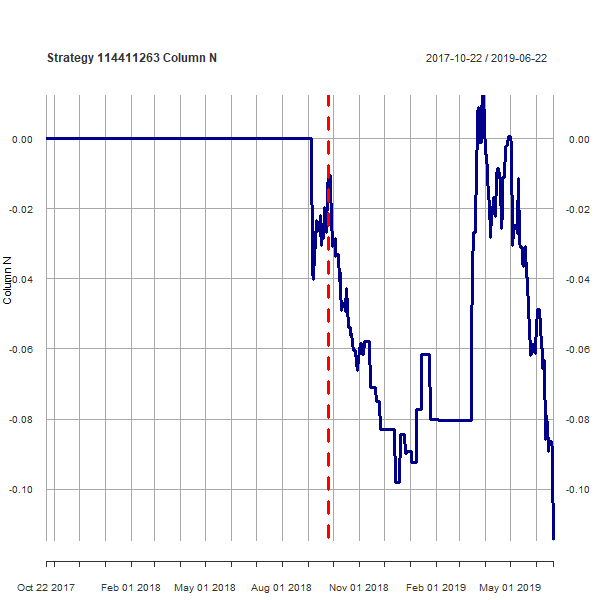 Strategy 114411263 Column N
2017-10-22 / 2019-06-22
Column N
0.00
-0.02
-0.04
-0.06
-0.08
-0.10
0.00
-0.02
-0.04
-0.06
-0.08
-0.10
Oct 22 2017
Feb 01 2018
May 01 2018
Aug 01 2018
Nov 01 2018
Feb 01 2019
May 01 2019